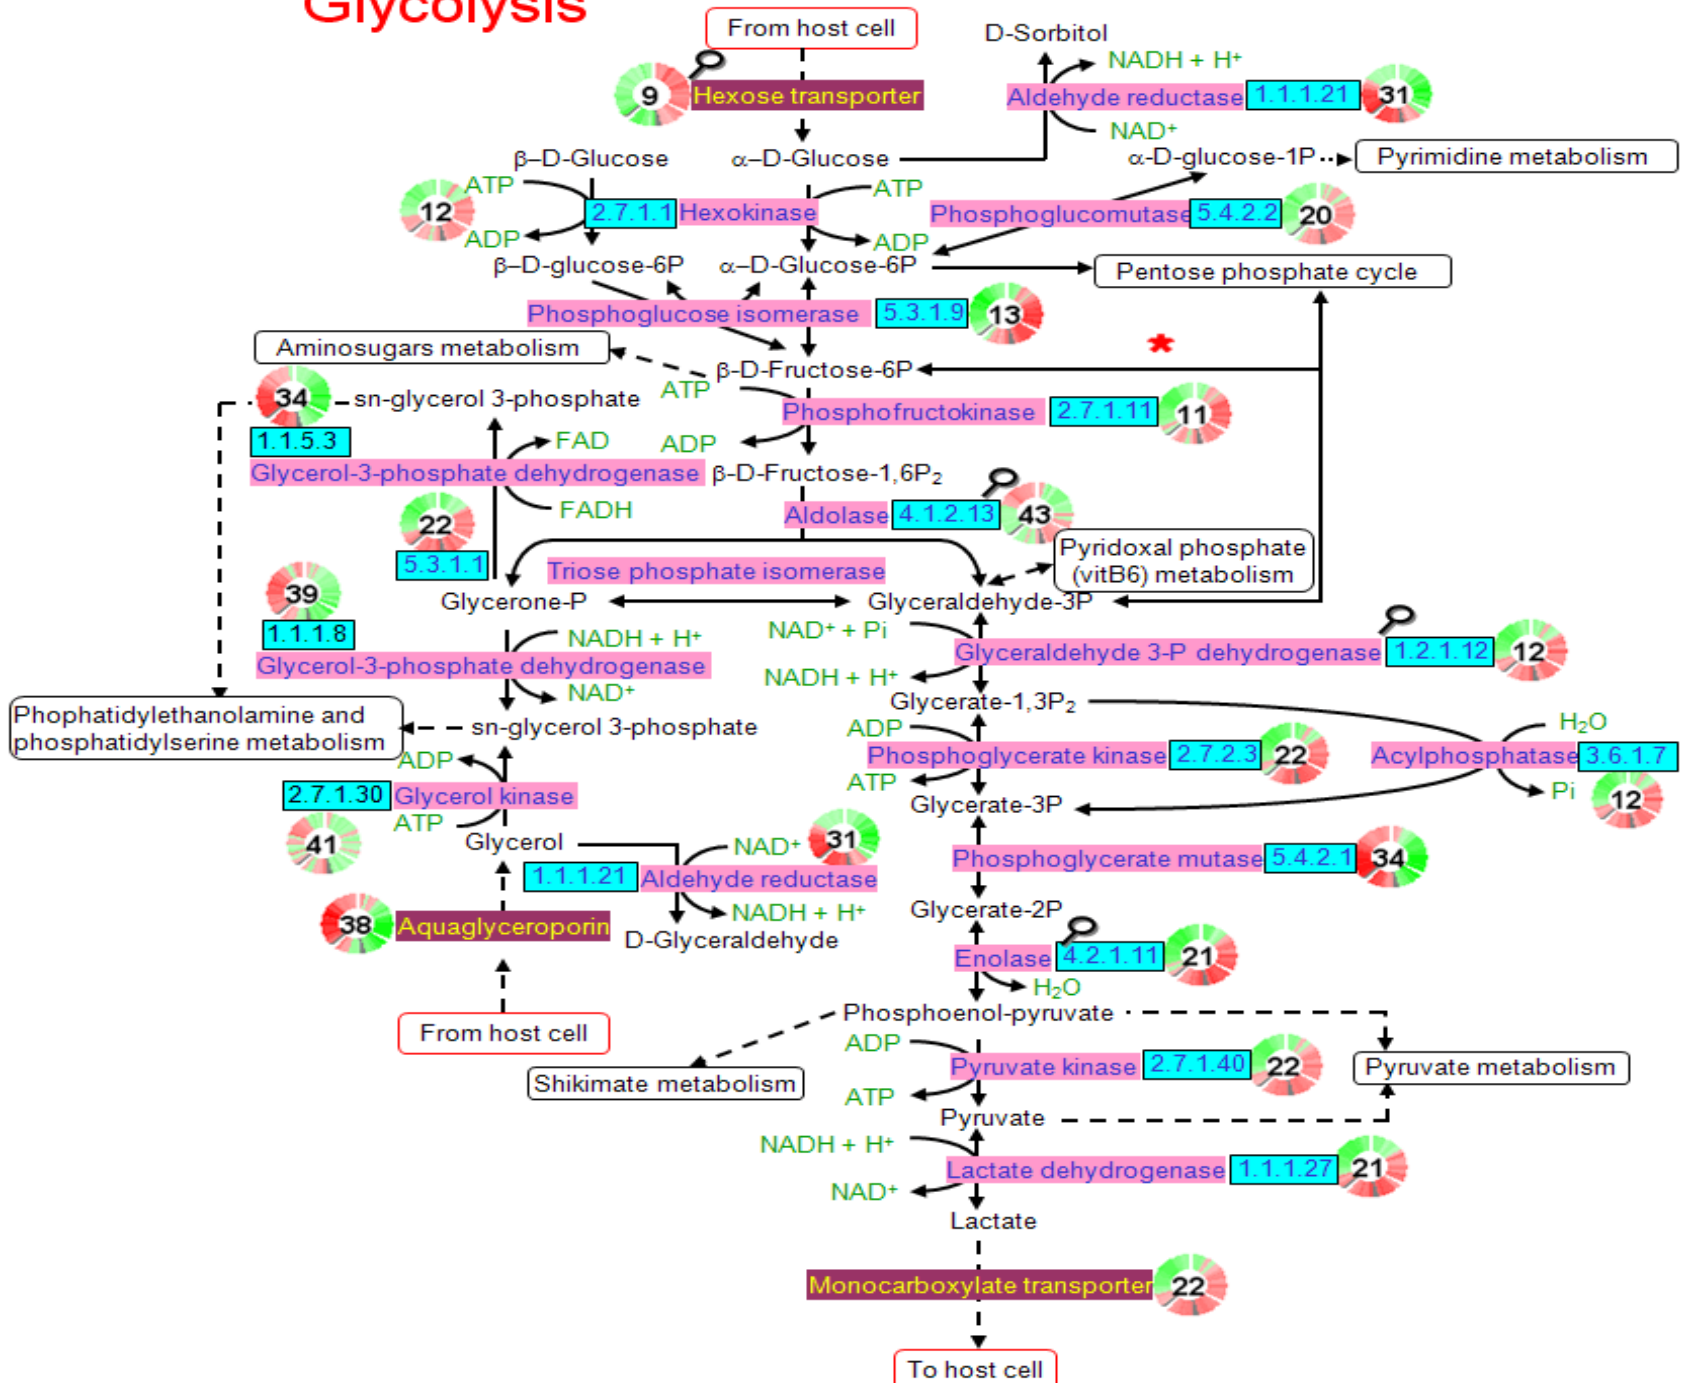 Glycolysis
From host cell
D-Sorbitol
NADH + H⁺
9
Hexose transporter
Aldehyde reductase
1.1.1.21
31
NAD⁺
β–D-Glucose
α–D-Glucose
α-D-glucose-1P
Pyrimidine metabolism
ATP
ATP
12
2.7.1.1
Hexokinase
Phosphoglucomutase
5.4.2.2
20
ADP
ADP
β–D-glucose-6P
α–D-Glucose-6P
Pentose phosphate cycle
Phosphoglucose isomerase
5.3.1.9
13
Aminosugars metabolism
*
β-D-Fructose-6P
34
sn-glycerol 3-phosphate
ATP
Phosphofructokinase
2.7.1.11
11
1.1.5.3
FAD
ADP
Glycerol-3-phosphate dehydrogenase
β-D-Fructose-1,6P₂
FADH
Aldolase
4.1.2.13
43
22
5.3.1.1
Triose phosphate isomerase
Pyridoxal phosphate
(vitB6) metabolism
39
Glycerone-P
Glyceraldehyde-3P
1.1.1.8
NADH + H⁺
NAD⁺ + Pi
Glycerol-3-phosphate dehydrogenase
Glyceraldehyde 3-P dehydrogenase
1.2.1.12
12
NAD⁺
NADH + H⁺
Glycerate-1,3P₂
Phophatidylethanolamine and
phosphatidylserine metabolism
sn-glycerol 3-phosphate
ADP
H₂O
ADP
Phosphoglycerate kinase
2.7.2.3
22
Acylphosphatase
3.6.1.7
2.7.1.30
Glycerol kinase
ATP
Pi
12
ATP
Glycerate-3P
41
Glycerol
NAD⁺
31
1.1.1.21
Aldehyde reductase
Phosphoglycerate mutase
5.4.2.1
34
38
Aquaglyceroporin
NADH + H⁺
D-Glyceraldehyde
Glycerate-2P
Enolase
4.2.1.11
21
H₂O
From host cell
Phosphoenol-pyruvate
ADP
Shikimate metabolism
Pyruvate kinase
2.7.1.40
22
Pyruvate metabolism
ATP
Pyruvate
NADH + H⁺
Lactate dehydrogenase
1.1.1.27
21
NAD⁺
Lactate
Monocarboxylate transporter
22
To host cell